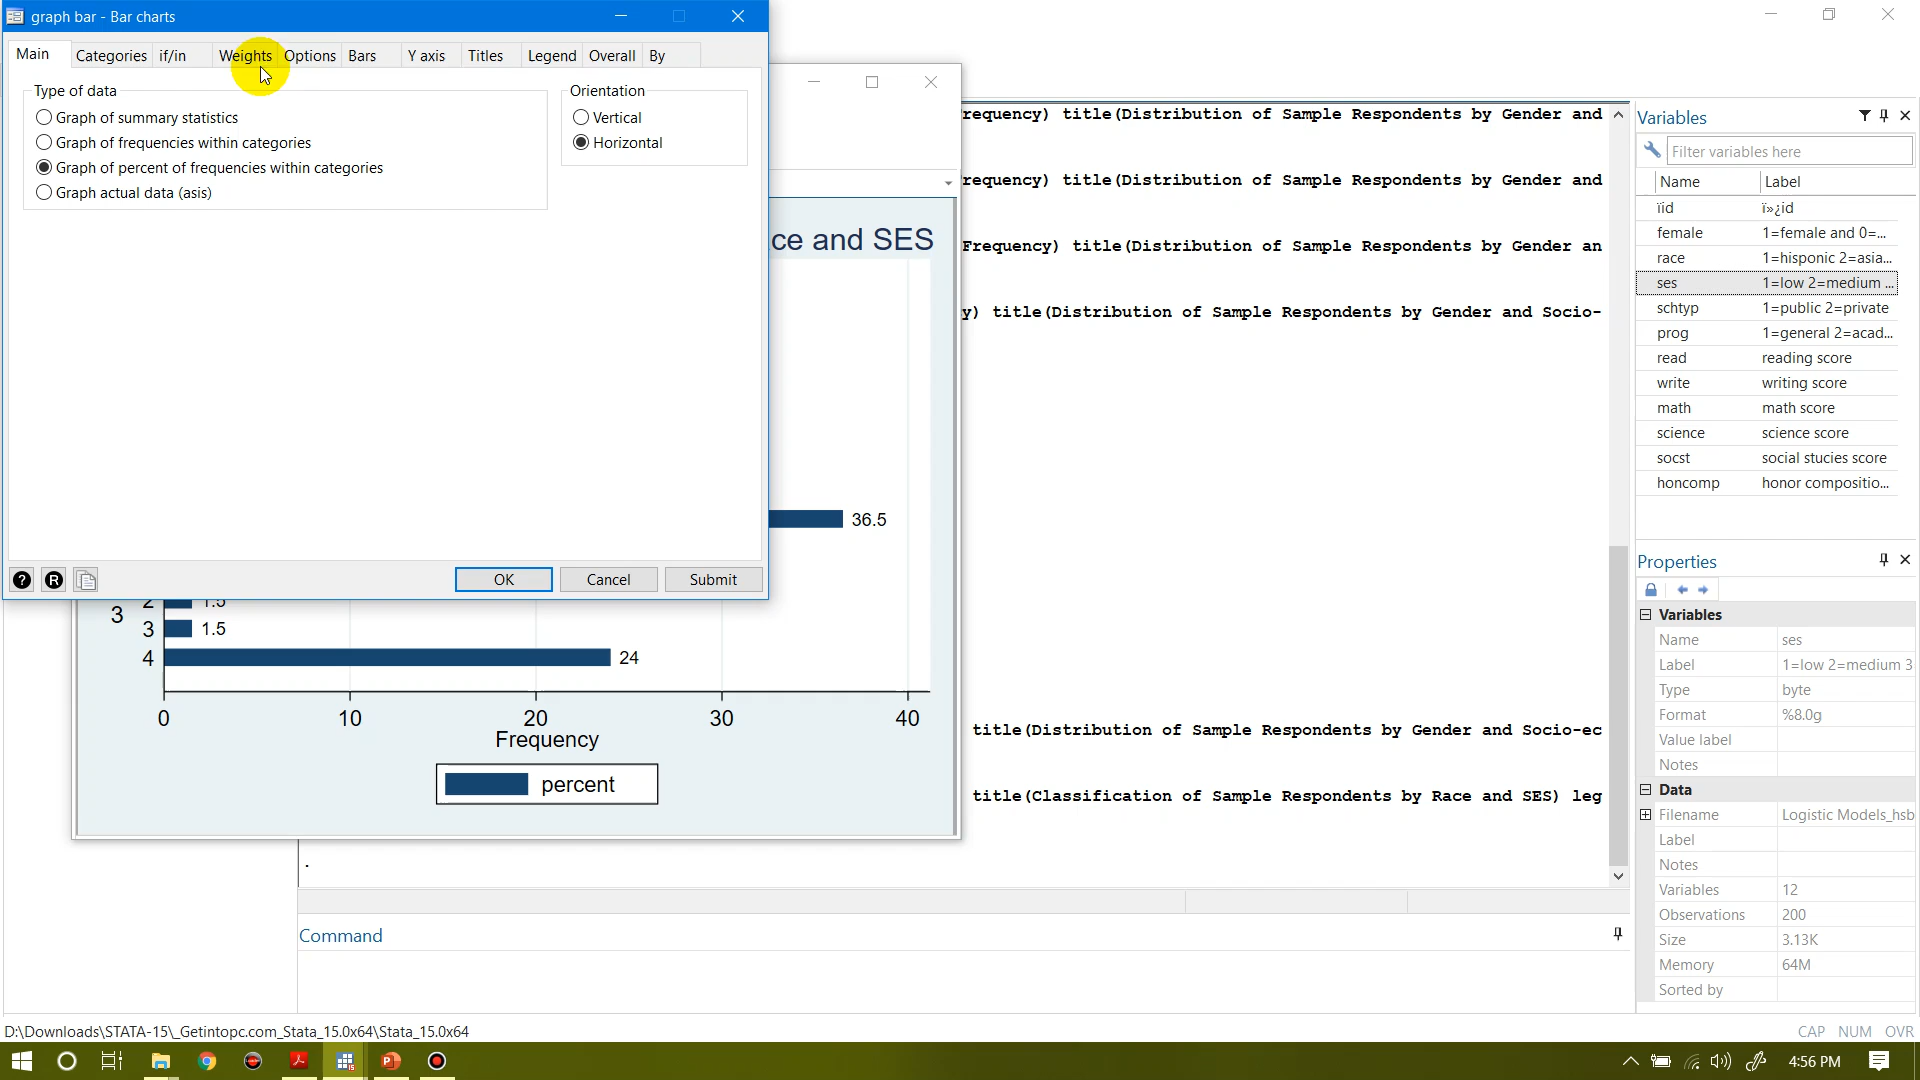 graph bar - Bar charts
Main Categories if/in Weights Options Bars Y axis Titles Legend Overall By
Type of data
Graph of summary statistics
Graph of frequencies within categories
Graph of percent of frequencies within categories
Graph actual data (asis)
Orientation
Vertical
Horizontal
OK Cancel Submit
ce and SES
36.5
3
2 1.5
3 1.5
4 24
0 10 20 30 40
Frequency
percent
requency) title(Distribution of Sample Respondents by Gender and
requency) title(Distribution of Sample Respondents by Gender and
Frequency) title(Distribution of Sample Respondents by Gender an
y) title(Distribution of Sample Respondents by Gender and Socio-
title(Distribution of Sample Respondents by Gender and Socio-ec
title(Classification of Sample Respondents by Race and SES) leg
.
Command
Variables
Filter variables here
Name Label
ïid ï»¿id
female 1=female and 0=...
race 1=hisponic 2=asia...
ses 1=low 2=medium ...
schtyp 1=public 2=private
prog 1=general 2=acad...
read reading score
write writing score
math math score
science science score
socst social stucies score
honcomp honor compositio...
Properties
Variables
Name ses
Label 1=low 2=medium 3
Type byte
Format %8.0g
Value label
Notes
Data
Filename Logistic Models_hsb
Label
Notes
Variables 12
Observations 200
Size 3.13K
Memory 64M
Sorted by
D:\Downloads\STATA-15\_Getintopc.com_Stata_15.0x64\Stata_15.0x64
CAP NUM OVR
4:56 PM